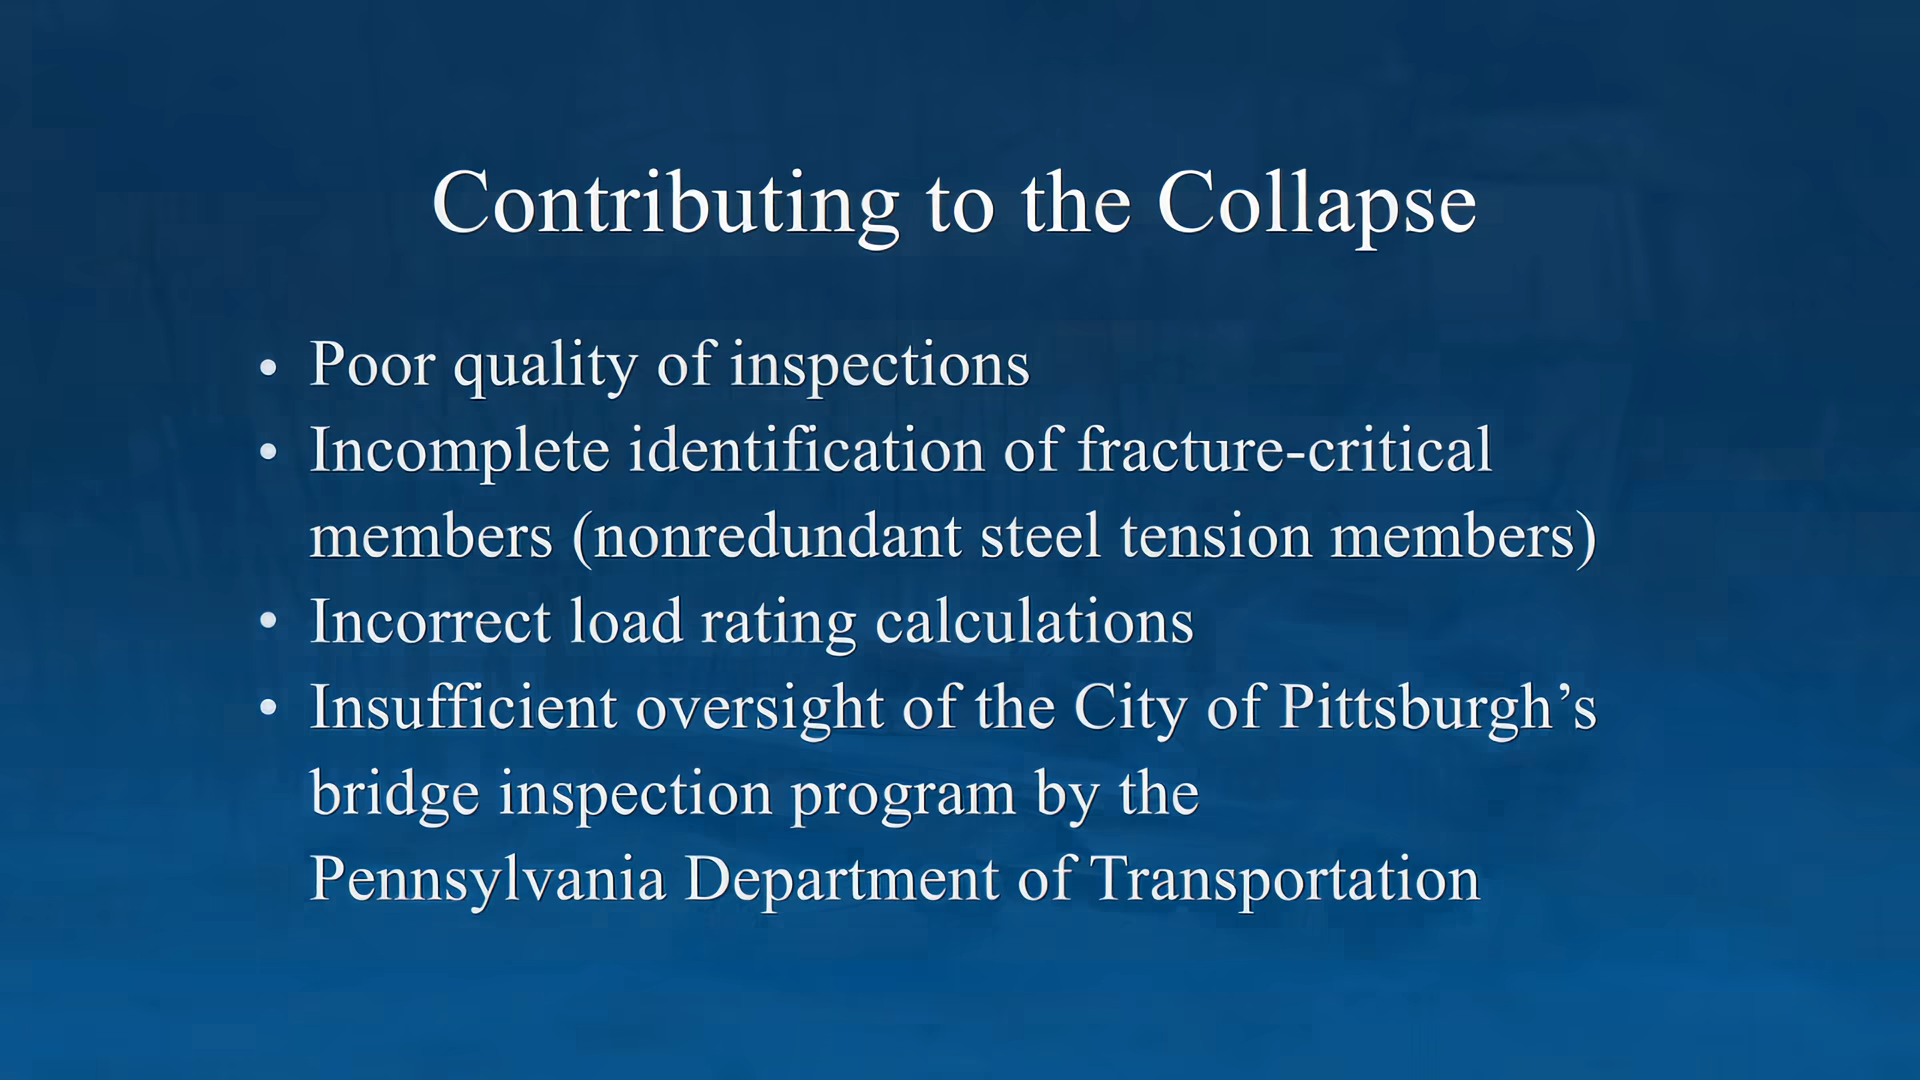 Contributing to the Collapse
• Poor quality of inspections
• Incomplete identification of fracture-critical
members (nonredundant steel tension members)
• Incorrect load rating calculations
• Insufficient oversight of the City of Pittsburgh’s
bridge inspection program by the
Pennsylvania Department of Transportation